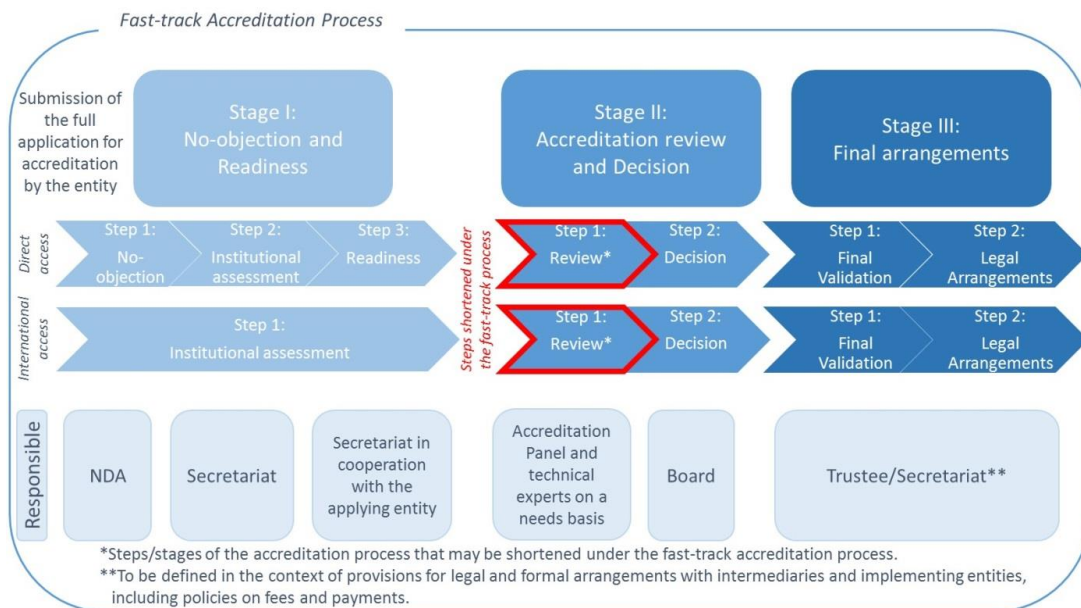 Fast-track Accreditation Process
Submission of
the full
application for
accreditation
by the entity
Stage I:
No-objection and
Readiness
Stage II:
Accreditation review
and Decision
Stage III:
Final arrangements
Direct
access
Step 1:
No-
objection
Step 2:
Institutional
assessment
Step 3:
Readiness
Steps shortened under
the fast-track process
Step 1:
Review*
Step 2:
Decision
Step 1:
Final
Validation
Step 2:
Legal
Arrangements
International
access
Step 1:
Institutional assessment
Step 1:
Review*
Step 2:
Decision
Step 1:
Final
Validation
Step 2:
Legal
Arrangements
Responsible
NDA
Secretariat
Secretariat in
cooperation
with the
applying entity
Accreditation
Panel and
technical
experts on a
needs basis
Board
Trustee/Secretariat**
*Steps/stages of the accreditation process that may be shortened under the fast-track accreditation process.
**To be defined in the context of provisions for legal and formal arrangements with intermediaries and implementing entities,
including policies on fees and payments.